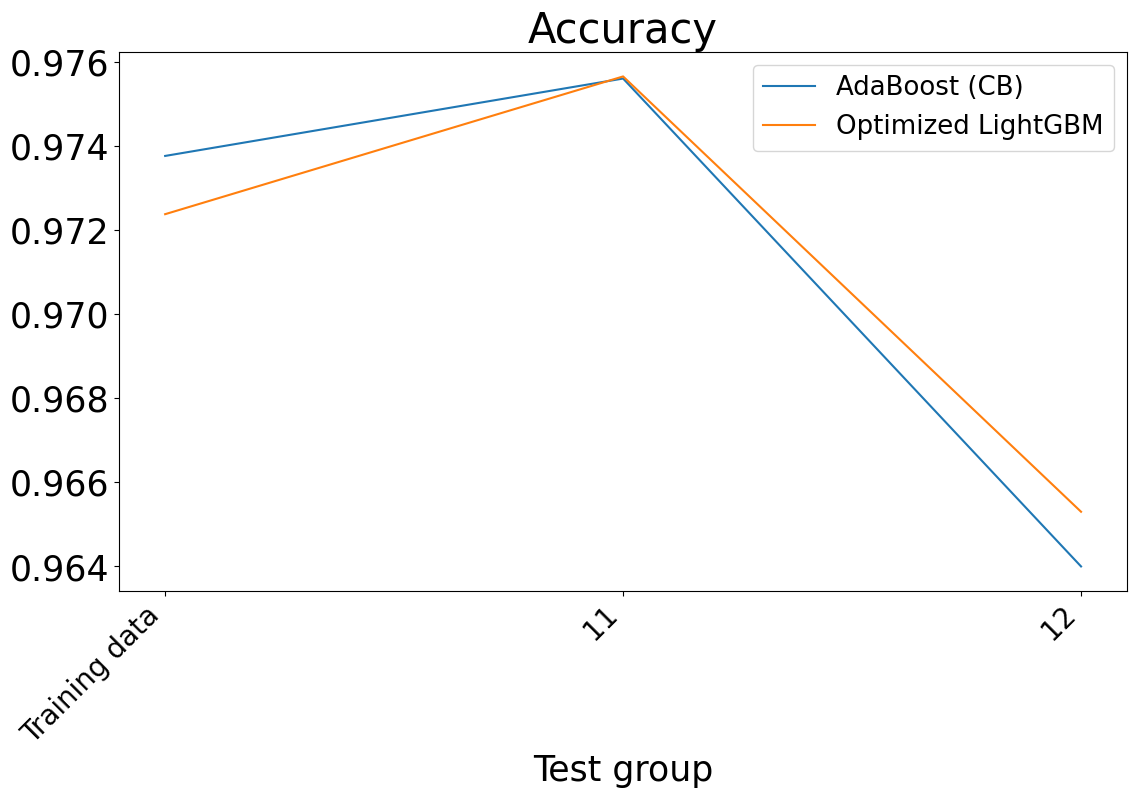 Accuracy
0.976
0.974
0.972
0.970
0.968
0.966
0.964
AdaBoost (CB)
Optimized LightGBM
Training data
11
12
Test group